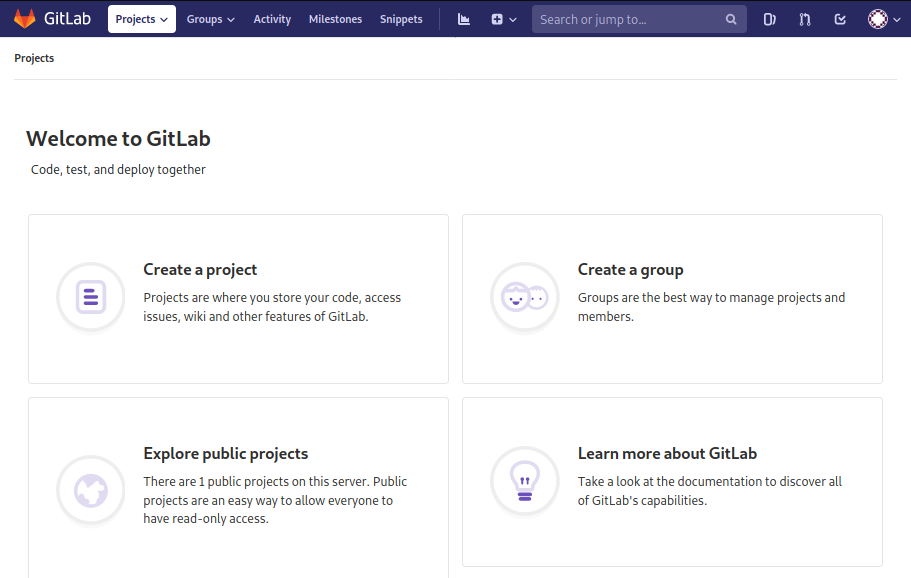 GitLab Projects Groups Activity Milestones Snippets Search or jump to...
Projects
Welcome to GitLab
Code, test, and deploy together
Create a project
Projects are where you store your code, access
issues, wiki and other features of GitLab.
Create a group
Groups are the best way to manage projects and
members.
Explore public projects
There are 1 public projects on this server. Public
projects are an easy way to allow everyone to
have read-only access.
Learn more about GitLab
Take a look at the documentation to discover all
of GitLab's capabilities.